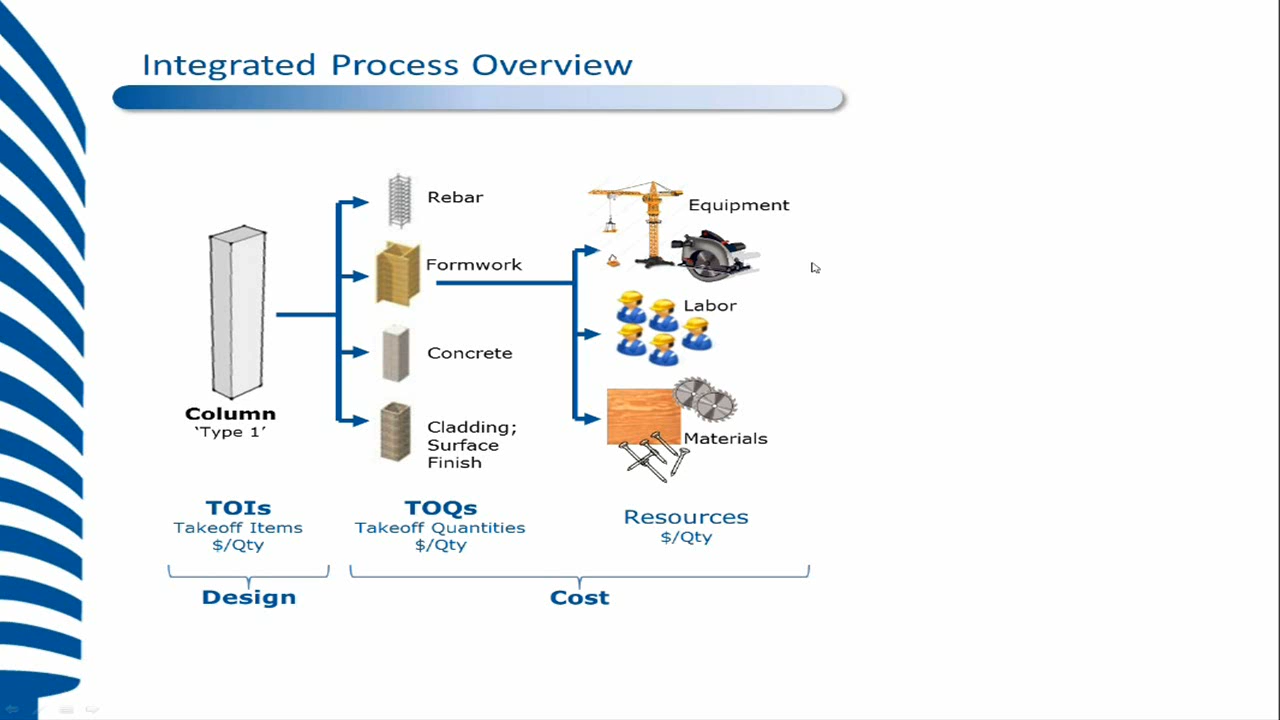 Integrated Process Overview
Rebar
Equipment
Formwork
Labor
Concrete
Column
'Type 1'
Cladding;
Surface
Finish
Materials
TOIs
Takeoff Items
$/Qty
TOQs
Takeoff Quantities
$/Qty
Resources
$/Qty
Design
Cost